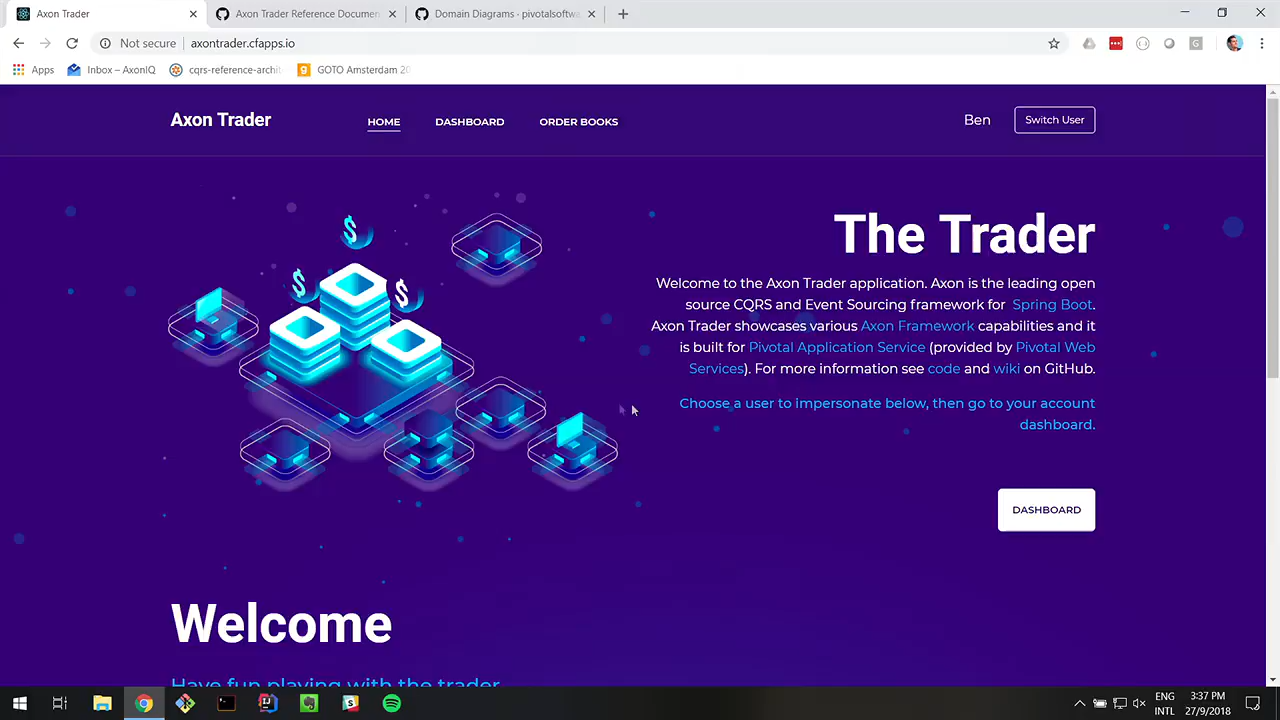 Axon Trader
Axon Trader Reference Documen
Domain Diagrams - pivotalsoftwa
Not secure
axontrader.cfapps.io
Apps
Inbox – AxonIQ
cqrs-reference-archit
GOTO Amsterdam 20
Axon Trader
HOME
DASHBOARD
ORDER BOOKS
Ben
Switch User
The Trader
Welcome to the Axon Trader application. Axon is the leading open
source CQRS and Event Sourcing framework for Spring Boot.
Axon Trader showcases various Axon Framework capabilities and it
is built for Pivotal Application Service (provided by Pivotal Web
Services). For more information see code and wiki on GitHub.
Choose a user to impersonate below, then go to your account
dashboard.
DASHBOARD
Welcome
Have fun playing with the trader
ENG
INTL
3:37 PM
27/9/2018